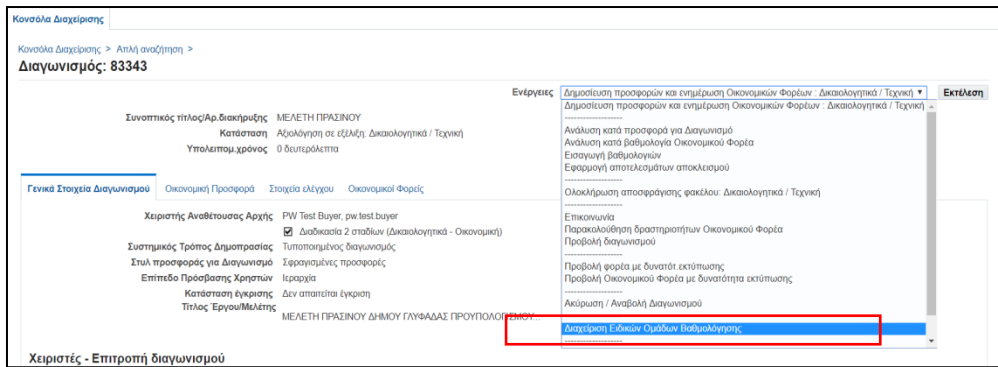 Κονσόλα Διαχείρισης
Κονσόλα Διαχείρισης > Απλή αναζήτηση >
Διαγωνισμός: 83343
Ενέργειες Δημοσίευση προσφορών και ενημέρωση Οικονομικών Φορέων : Δικαιολογητικά / Τεχνική Εκτέλεση
Δημοσίευση προσφορών και ενημέρωση Οικονομικών Φορέων : Δικαιολογητικά / Τεχνική
--------------------
Ανάλυση κατά προσφορά για Διαγωνισμό
Ανάλυση κατά βαθμολογία Οικονομικού Φορέα
Εισαγωγή βαθμολογιών
Εφαρμογή αποτελεσμάτων αποκλεισμού
--------------------
Ολοκλήρωση αποσφράγισης φακέλου: Δικαιολογητικά / Τεχνική
--------------------
Επικοινωνία
Παρακολούθηση δραστηριοτήτων Οικονομικού Φορέα
Προβολή διαγωνισμού
--------------------
Προβολή φορέα με δυνατότ.εκτύπωσης
Προβολή Οικονομικού Φορέα με δυνατότητα εκτύπωσης
--------------------
Ακύρωση / Αναβολή Διαγωνισμού
Διαχείριση Ειδικών Ομάδων Βαθμολόγησης
--------------------
Συνοπτικός τίτλος/Αρ.διακήρυξης ΜΕΛΕΤΗ ΠΡΑΣΙΝΟΥ
Κατάσταση Αξιολόγηση σε εξέλιξη: Δικαιολογητικά / Τεχνική
Υπολειπομ.χρόνος 0 δευτερόλεπτα
Γενικά Στοιχεία Διαγωνισμού Οικονομική Προσφορά Στοιχεία ελέγχου Οικονομικοί Φορείς
Χειριστής Αναθέτουσας Αρχής PW Test Buyer, pw.test.buyer
Διαδικασία 2 σταδίων (Δικαιολογητικά - Οικονομική)
Συστημικός Τρόπος Δημοπρασίας Τυποποιημένος διαγωνισμός
Στυλ προσφοράς για Διαγωνισμό Σφραγισμένες προσφορές
Επίπεδο Πρόσβασης Χρηστών Ιεραρχία
Κατάσταση έγκρισης Δεν απαιτείται έγκριση
Τίτλος Έργου/Μελέτης
ΜΕΛΕΤΗ ΠΡΑΣΙΝΟΥ ΔΗΜΟΥ ΓΛΥΦΑΔΑΣ ΠΡΟΥΠΟΛΟΓΙΣΜΟΥ...
Χειριστές - Επιτροπή διαγωνισμού